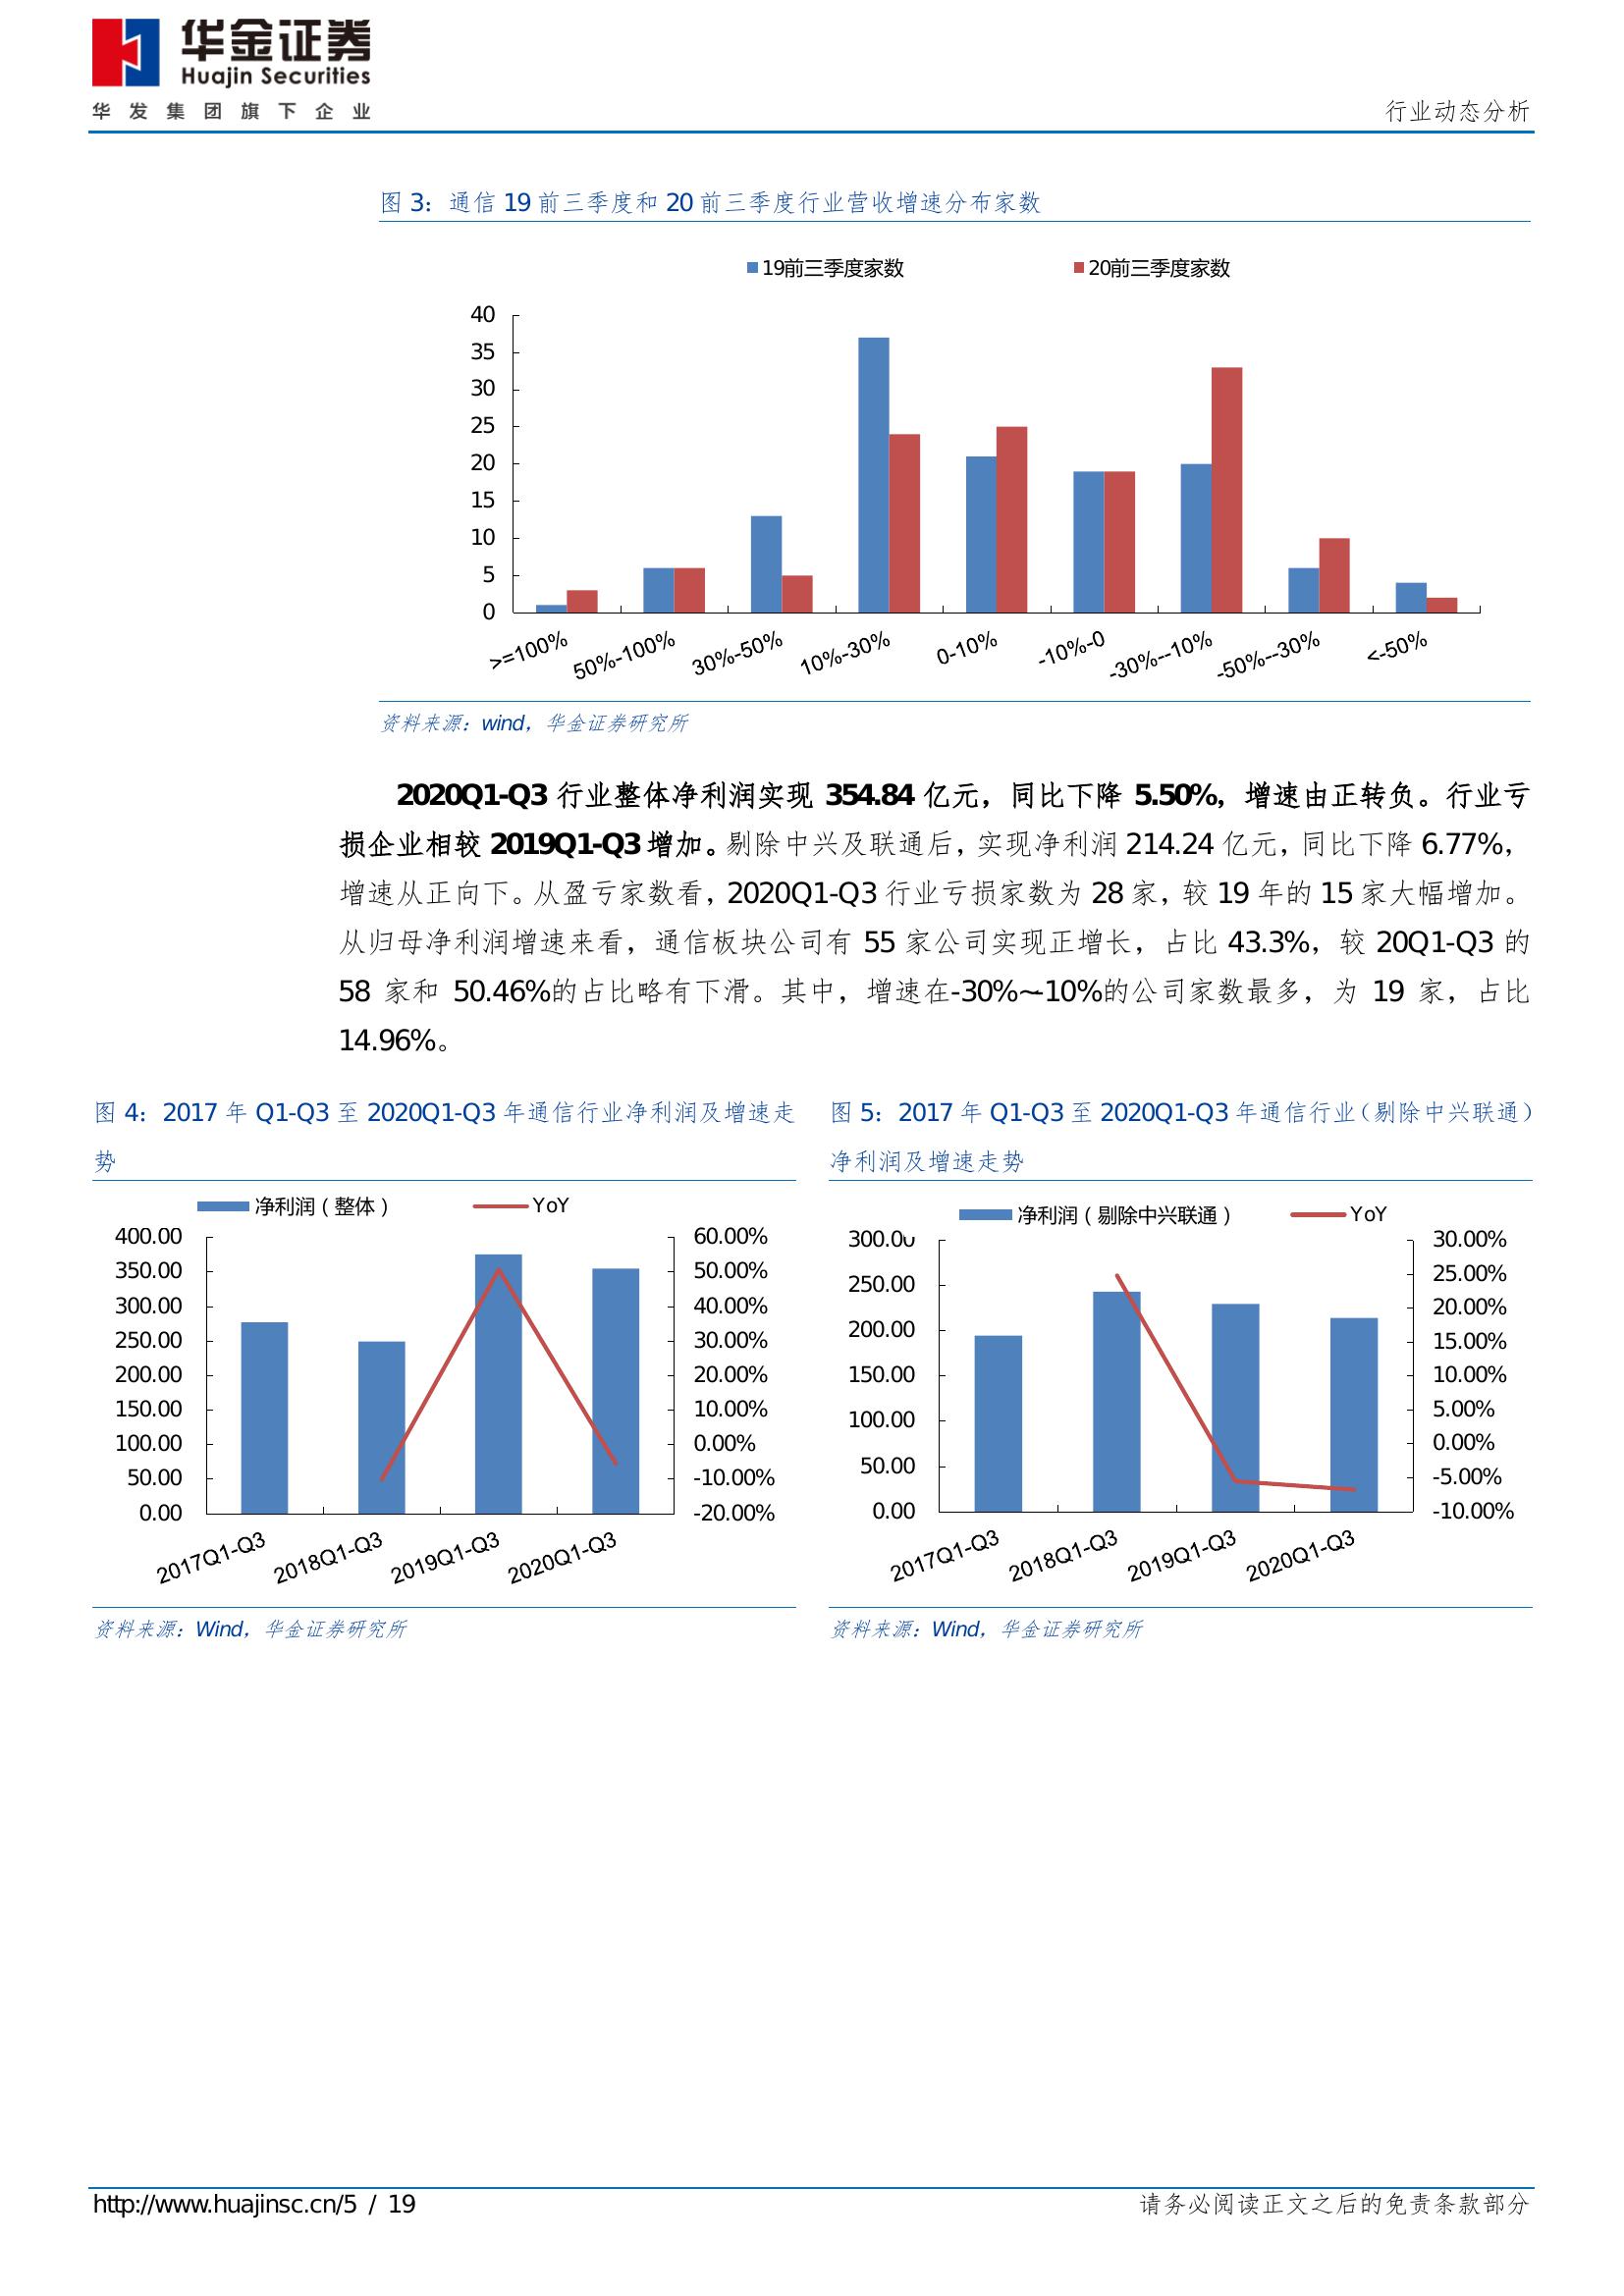 华金证券
Huajin Securities
华发集团旗下企业
行业动态分析
图 3：通信 19 前三季度和 20 前三季度行业营收增速分布家数
19前三季度家数 20前三季度家数
40
35
30
25
20
15
10
5
0
>=100% 50%-100% 30%-50% 10%-30% 0-10% -10%-0 -30%--10% -50%--30% <-50%
资料来源：wind，华金证券研究所
2020Q1-Q3 行业整体净利润实现 354.84 亿元，同比下降 5.50%，增速由正转负。行业亏
损企业相较 2019Q1-Q3 增加。剔除中兴及联通后，实现净利润 214.24 亿元，同比下降 6.77%，
增速从正向下。从盈亏家数看，2020Q1-Q3 行业亏损家数为 28 家，较 19 年的 15 家大幅增加。
从归母净利润增速来看，通信板块公司有 55 家公司实现正增长，占比 43.3%，较 20Q1-Q3 的
58 家和 50.46%的占比略有下滑。其中，增速在-30%~-10%的公司家数最多，为 19 家，占比
14.96%。
图 4：2017 年 Q1-Q3 至 2020Q1-Q3 年通信行业净利润及增速走
势
净利润（整体） YoY
400.00
350.00
300.00
250.00
200.00
150.00
100.00
50.00
0.00
60.00%
50.00%
40.00%
30.00%
20.00%
10.00%
0.00%
-10.00%
-20.00%
2017Q1-Q3 2018Q1-Q3 2019Q1-Q3 2020Q1-Q3
资料来源：Wind，华金证券研究所
图 5：2017 年 Q1-Q3 至 2020Q1-Q3 年通信行业（剔除中兴联通）
净利润及增速走势
净利润（剔除中兴联通） YoY
300.00
250.00
200.00
150.00
100.00
50.00
0.00
30.00%
25.00%
20.00%
15.00%
10.00%
5.00%
0.00%
-5.00%
-10.00%
2017Q1-Q3 2018Q1-Q3 2019Q1-Q3 2020Q1-Q3
资料来源：Wind，华金证券研究所
http://www.huajinsc.cn/5 / 19
请务必阅读正文之后的免责条款部分